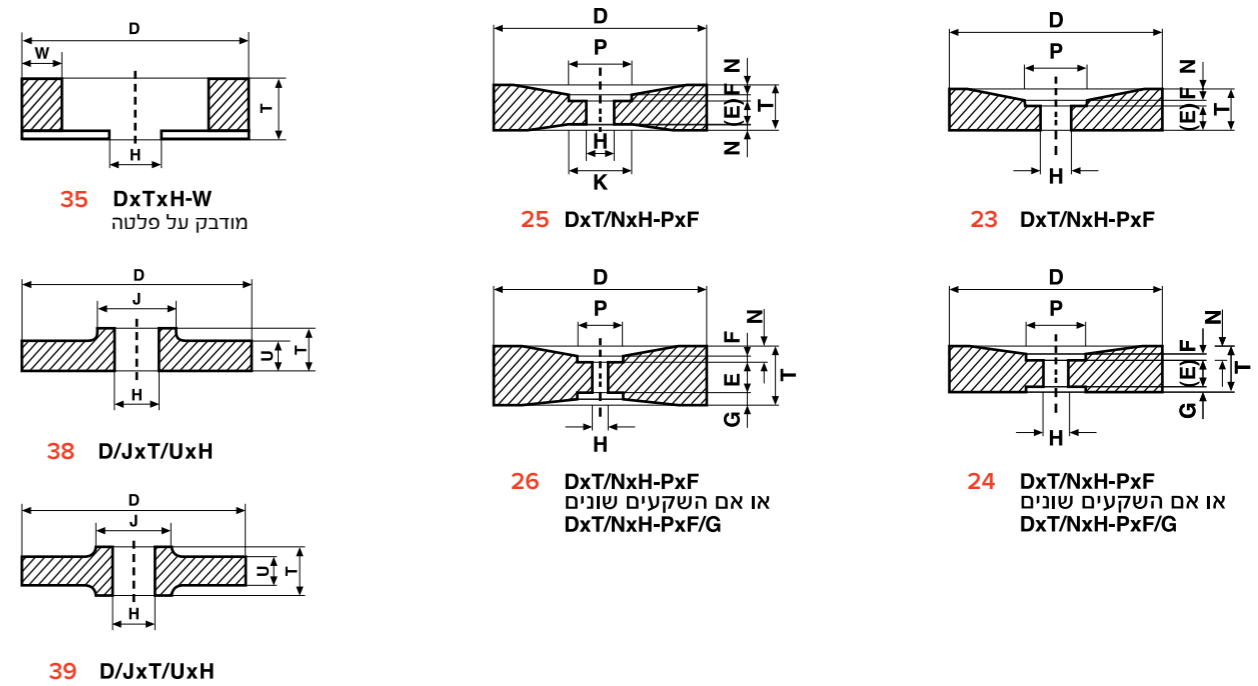 D
W
T
H
35 DxTxH-W
מודבק על פלטה
D
P
N
F
(E)
T
H
N
K
25 DxT/NxH-PxF
D
P
N
F
(E)
T
H
23 DxT/NxH-PxF
D
J
U
T
H
38 D/JxT/UxH
D
P
N
F
E
T
G
H
26 DxT/NxH-PxF
או אם השקעים שונים
DxT/NxH-PxF/G
D
P
N
F
(E)
T
G
H
24 DxT/NxH-PxF
או אם השקעים שונים
DxT/NxH-PxF/G
D
J
U
T
H
39 D/JxT/UxH